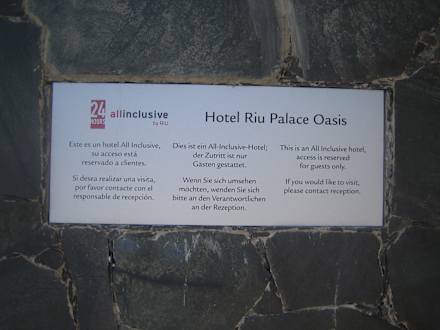 24
HOURS
allinclusive
by RIU
Hotel Riu Palace Oasis
Este es un hotel All Inclusive,
su acceso está
reservado a clientes.
Si desea realizar una visita,
por favor contacte con el
responsable de recepción.
Dies ist ein All-Inclusive-Hotel;
der Zutritt ist nur
Gästen gestattet.
Wenn Sie sich umsehen
möchten, wenden Sie sich
bitte an den Verantwortlichen
an der Rezeption.
This is an All Inclusive hotel,
access is reserved
for guests only.
If you would like to visit,
please contact reception.